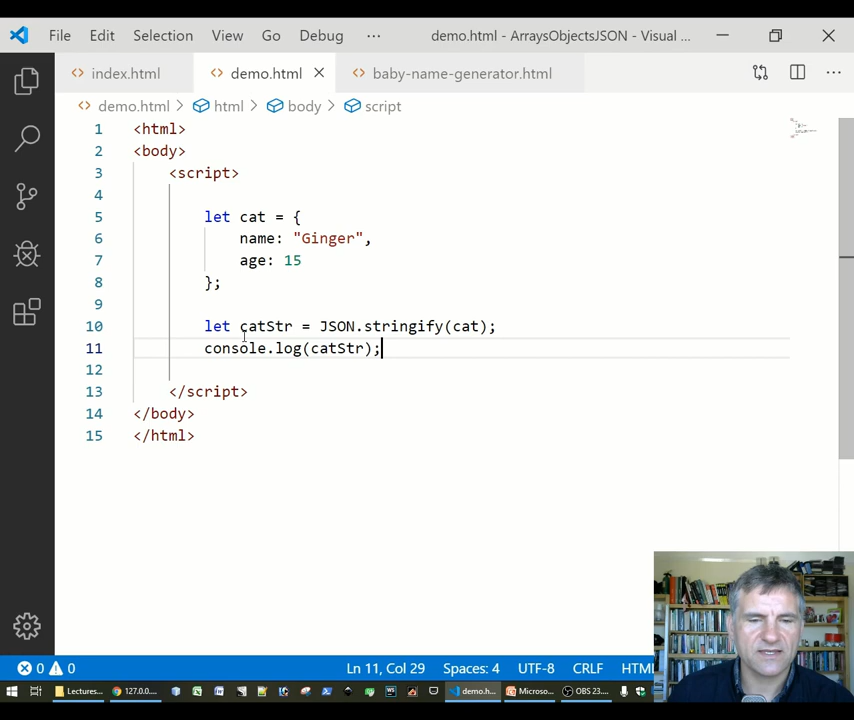 File Edit Selection View Go Debug ··· demo.html - ArraysObjectsJSON - Visual ...
index.html demo.html baby-name-generator.html
demo.html > html > body > script
1 <html>
2 <body>
3 <script>
4
5 let cat = {
6 name: "Ginger",
7 age: 15
8 };
9
10 let catStr = JSON.stringify(cat);
11 console.log(catStr);
12
13 </script>
14 </body>
15 </html>
0 0 Ln 11, Col 29 Spaces: 4 UTF-8 CRLF HTML
Lectures... 127.0.0... demo.h... Microso... OBS 23....